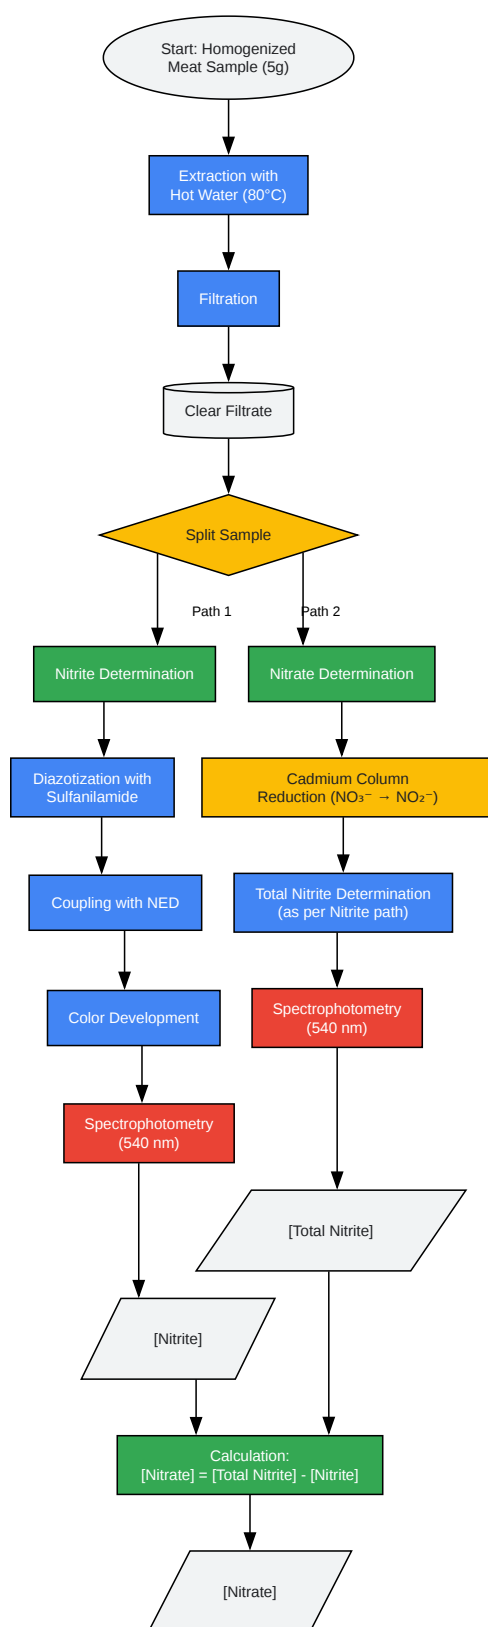 Start: Homogenized
Meat Sample (5g)
Extraction with
Hot Water (80°C)
Filtration
Clear Filtrate
Split Sample
Path 1
Path 2
Nitrite Determination
Nitrate Determination
Diazotization with
Sulfanilamide
Cadmium Column
Reduction (NO₃⁻ → NO₂⁻)
Coupling with NED
Total Nitrite Determination
(as per Nitrite path)
Color Development
Spectrophotometry
(540 nm)
Spectrophotometry
(540 nm)
[Total Nitrite]
[Nitrite]
Calculation:
[Nitrate] = [Total Nitrite] - [Nitrite]
[Nitrate]